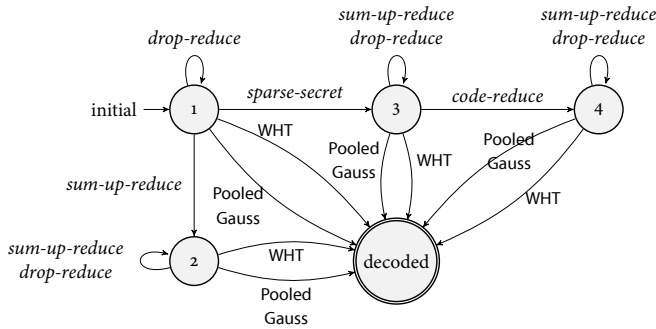 drop-reduce
sum-up-reduce
drop-reduce
sum-up-reduce
drop-reduce
initial
1
sparse-secret
3
code-reduce
4
WHT
Pooled
Gauss
WHT
Pooled
Gauss
sum-up-reduce
Pooled
Gauss
WHT
sum-up-reduce
drop-reduce
2
WHT
decoded
Pooled
Gauss